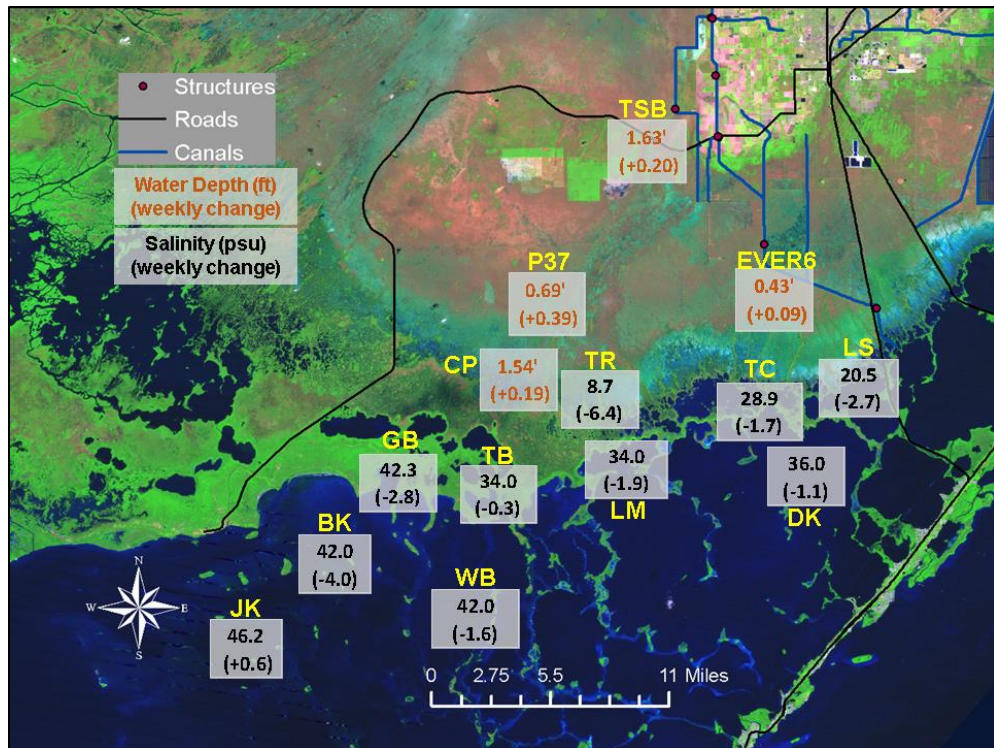 Structures
Roads
Canals
Water Depth (ft)
(weekly change)
Salinity (psu)
(weekly change)
TSB
1.63'
(+0.20)
P37
0.69'
(+0.39)
EVER6
0.43'
(+0.09)
CP
1.54'
(+0.19)
TR
8.7
(-6.4)
TC
28.9
(-1.7)
LS
20.5
(-2.7)
GB
42.3
(-2.8)
TB
34.0
(-0.3)
34.0
(-1.9)
LM
36.0
(-1.1)
DK
BK
42.0
(-4.0)
WB
42.0
(-1.6)
JK
46.2
(+0.6)
N
W E
S
0 2.75 5.5 11 Miles